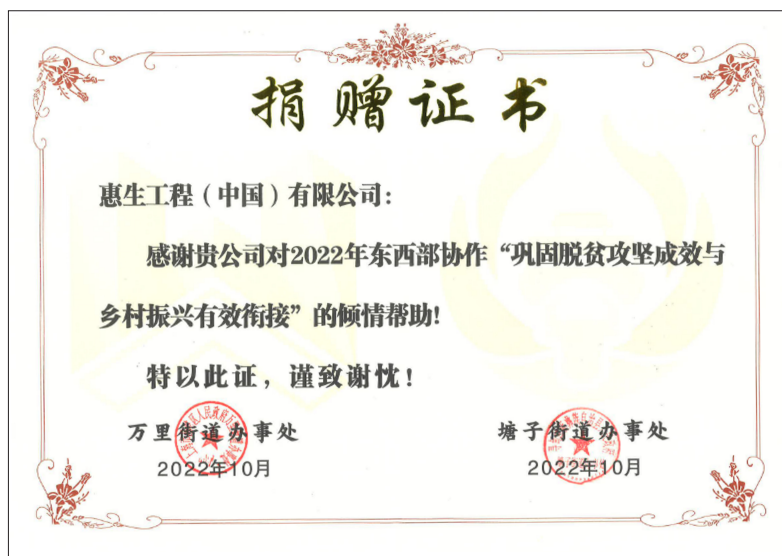 捐赠证书
惠生工程（中国）有限公司：
感谢贵公司对2022年东西部协作“巩固脱贫攻坚成效与
乡村振兴有效衔接”的倾情帮助！
特以此证，谨致谢忱！
万里街道办事处
塘子街道办事处
2022年10月
2022年10月